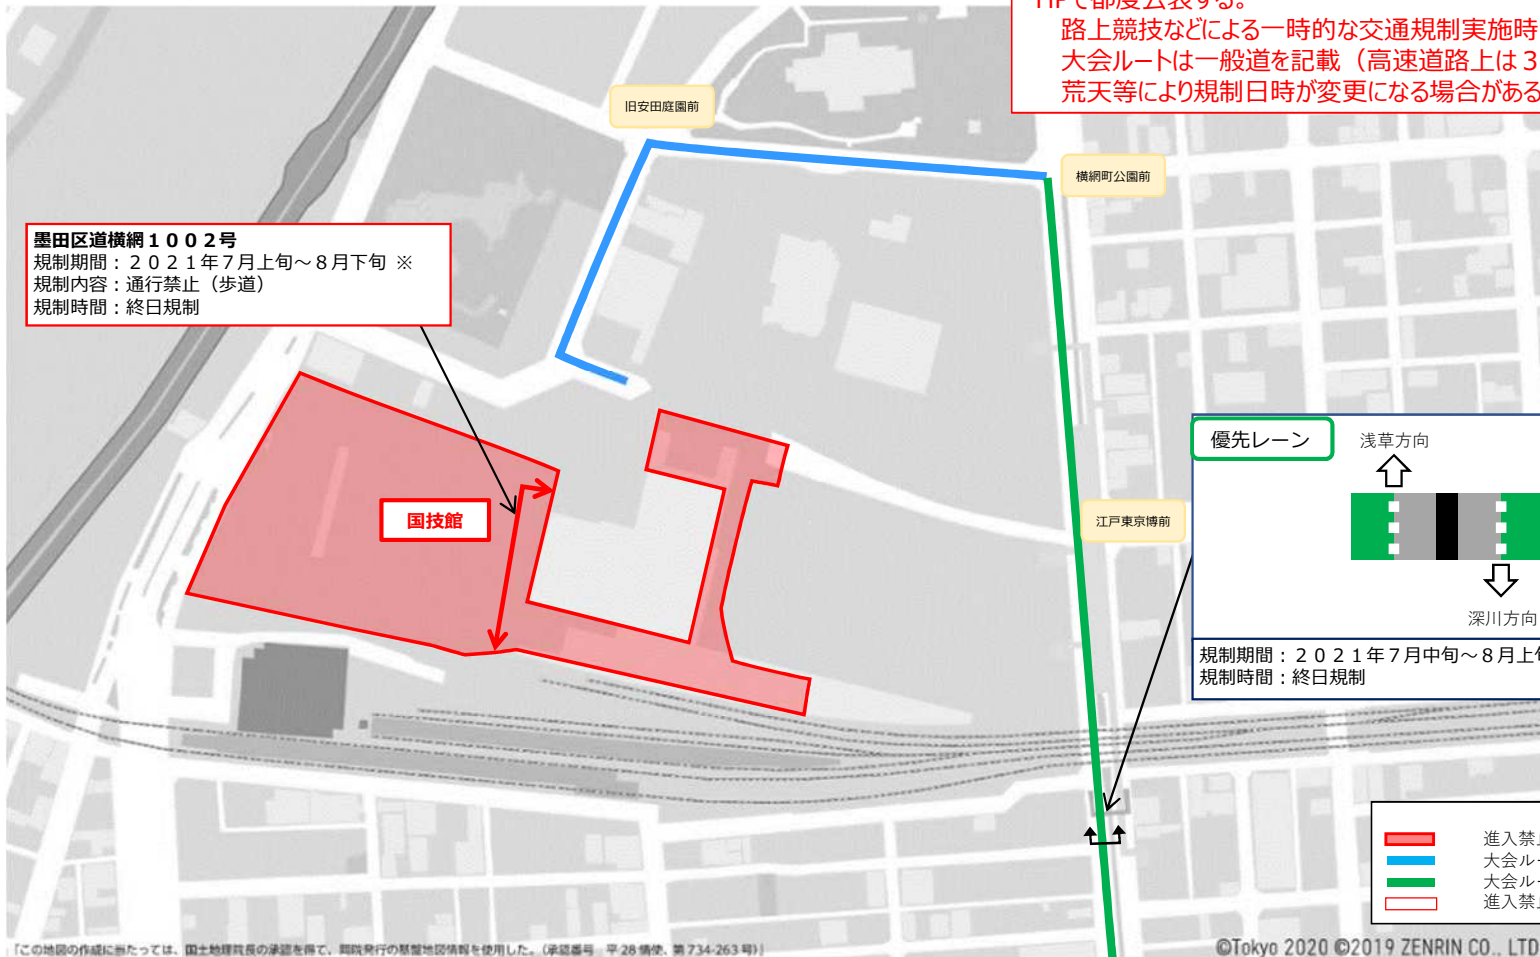 HPで都度公表する。
路上競技などによる一時的な交通規制実施時
大会ルートは一般道を記載（高速道路上は３
荒天等により規制日時が変更になる場合がある
旧安田庭園前
横網町公園前
墨田区道横網１００２号
規制期間：２０２１年７月上旬～８月下旬 ※
規制内容：通行禁止（歩道）
規制時間：終日規制
国技館
江戸東京博前
優先レーン
浅草方向
深川方向
規制期間：２０２１年７月中旬～８月上旬
規制時間：終日規制
進入禁止
大会ルー
大会ルー
進入禁止
「この地図の作成に当たっては、国土地理院長の承認を得て、同院発行の基盤地図情報を使用した。（承認番号 平28情使、第734-263号）」
©Tokyo 2020 ©2019 ZENRIN CO., LTD